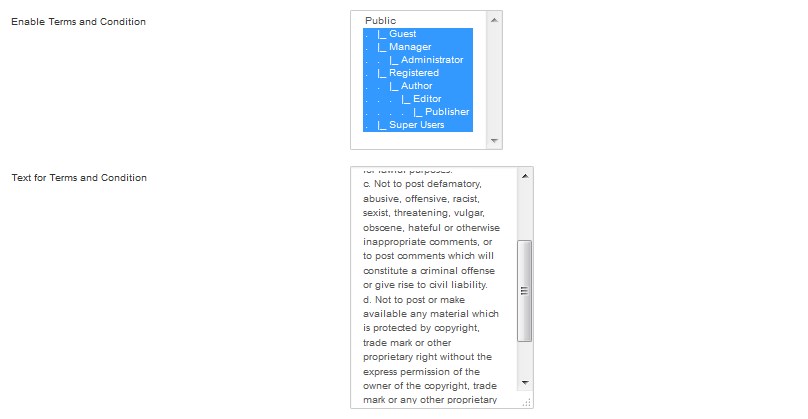 Enable Terms and Condition
Public
. |_ Guest
. |_ Manager
. . |_ Administrator
. |_ Registered
. . |_ Author
. . . |_ Editor
. . . . |_ Publisher
. |_ Super Users
Text for Terms and Condition
for lawful purposes.
c. Not to post defamatory,
abusive, offensive, racist,
sexist, threatening, vulgar,
obscene, hateful or otherwise
inappropriate comments, or
to post comments which will
constitute a criminal offense
or give rise to civil liability.
d. Not to post or make
available any material which
is protected by copyright,
trade mark or other
proprietary right without the
express permission of the
owner of the copyright, trade
mark or any other proprietary